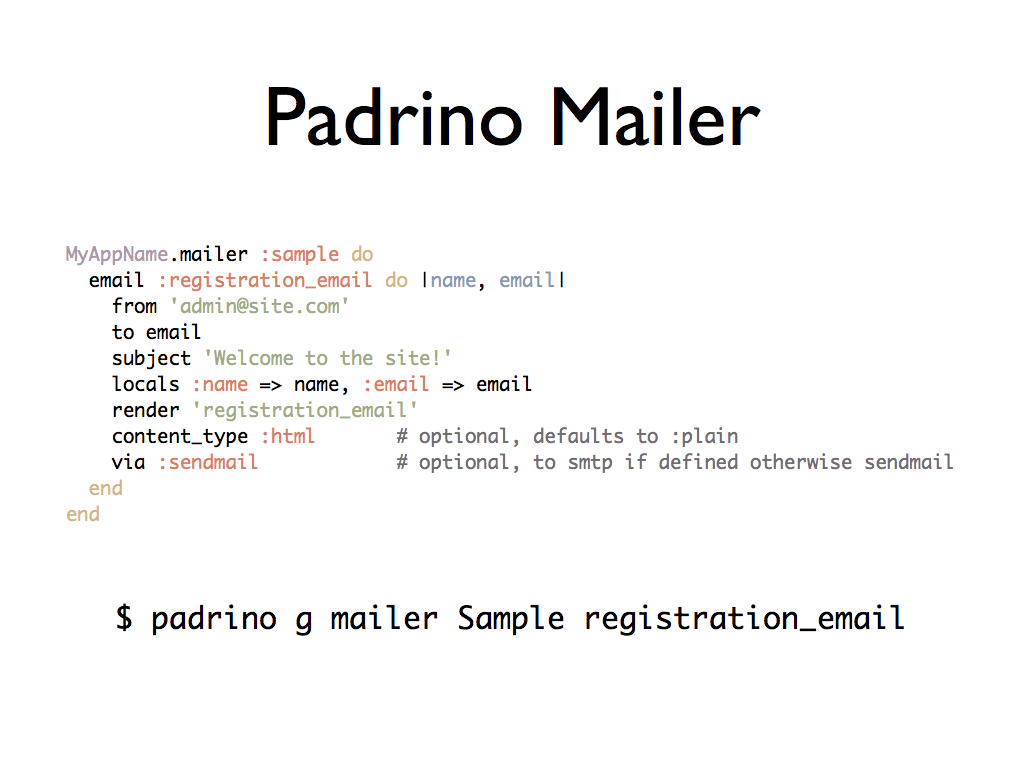 Padrino Mailer
MyAppName.mailer :sample do
  email :registration_email do |name, email|
    from 'admin@site.com'
    to email
    subject 'Welcome to the site!'
    locals :name => name, :email => email
    render 'registration_email'
    content_type :html       # optional, defaults to :plain
    via :sendmail            # optional, to smtp if defined otherwise sendmail
  end
end
$ padrino g mailer Sample registration_email